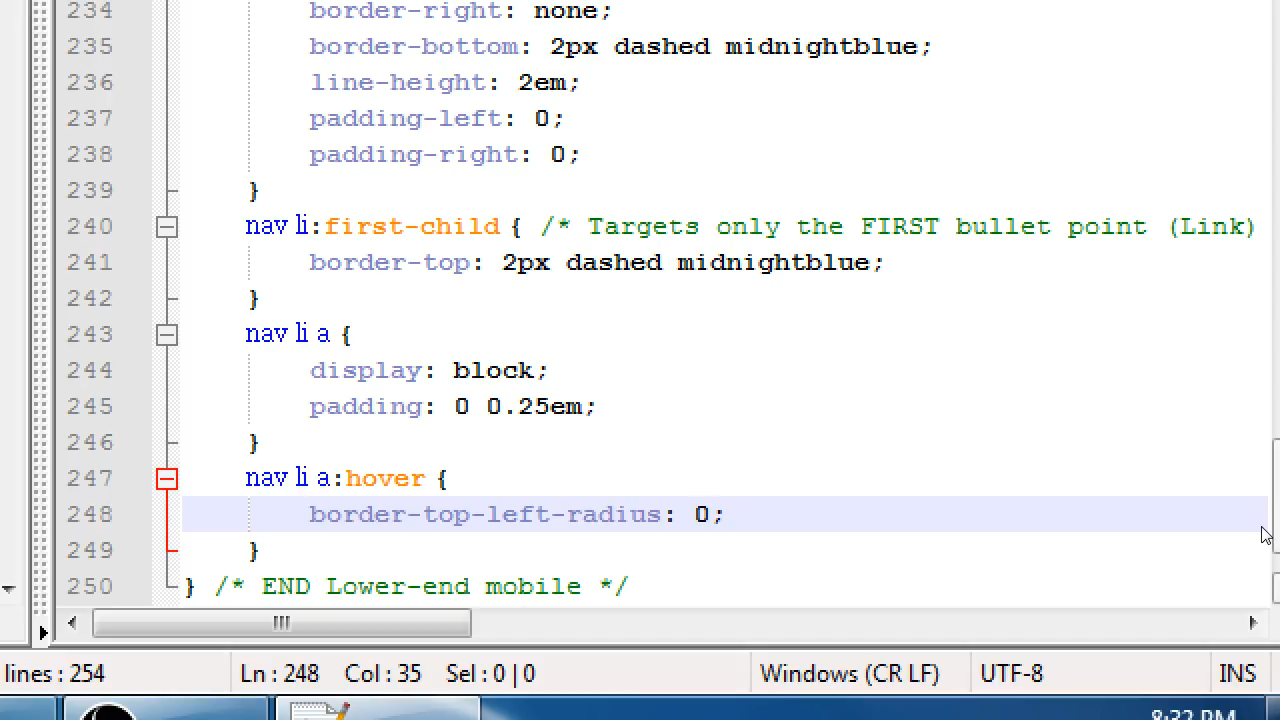 234 border-right: none;
235 border-bottom: 2px dashed midnightblue;
236 line-height: 2em;
237 padding-left: 0;
238 padding-right: 0;
239 }
240 nav li:first-child { /* Targets only the FIRST bullet point (Link)
241 border-top: 2px dashed midnightblue;
242 }
243 nav li a {
244 display: block;
245 padding: 0 0.25em;
246 }
247 nav li a:hover {
248 border-top-left-radius: 0;
249 }
250 } /* END Lower-end mobile */
lines : 254 Ln : 248 Col : 35 Sel : 0 | 0 Windows (CR LF) UTF-8 INS
8:32 PM